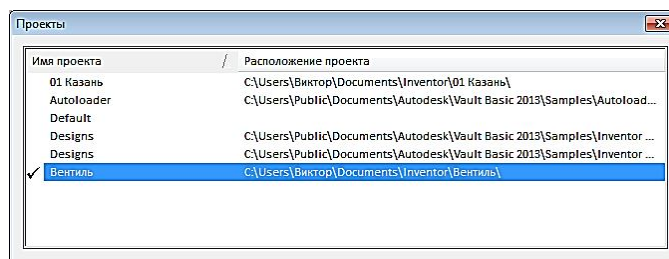 Проекты
Имя проекта / Расположение проекта
01 Казань C:\Users\Виктор\Documents\Inventor\01 Казань\
Autoloader C:\Users\Public\Documents\Autodesk\Vault Basic 2013\Samples\Autoload...
Default
Designs C:\Users\Public\Documents\Autodesk\Vault Basic 2013\Samples\Inventor ...
Designs C:\Users\Public\Documents\Autodesk\Vault Basic 2013\Samples\Inventor ...
Вентиль C:\Users\Виктор\Documents\Inventor\Вентиль\